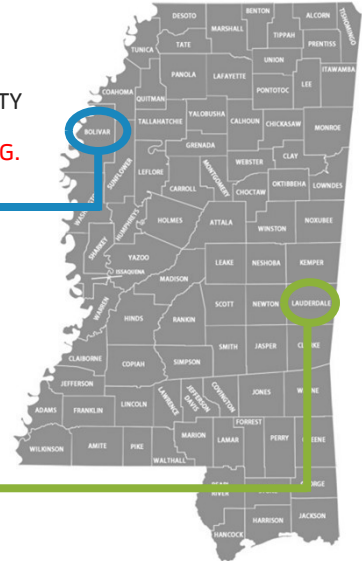 TY
G.
DESOTO
BENTON
ALCORN
TISHOMINGO
MARSHALL
TIPPAH
PRENTISS
TUNICA
TATE
UNION
ITAWAMBA
PANOLA
LAFAYETTE
LEE
COAHOMA
QUITMAN
PONTOTOC
YALOBUSHA
TALLAHATCHIE
CALHOUN
CHICKASAW
MONROE
BOLIVAR
GRENADA
SUNFLOWER
LEFLORE
MONTGOMERY
WEBSTER
CLAY
CARROLL
CHOCTAW
OKTIBBEHA
LOWNDES
HUMPHREYS
HOLMES
ATTALA
WINSTON
NOXUBEE
SHARKEY
YAZOO
ISSAQUENA
LEAKE
NESHOBA
KEMPER
MADISON
WARREN
SCOTT
NEWTON
LAUDERDALE
HINDS
RANKIN
SMITH
JASPER
CLAIBORNE
COPIAH
SIMPSON
JEFFERSON
LAWRENCE
JEFFERSON
DAVIS
COVINGTON
JONES
ADAMS
FRANKLIN
LINCOLN
FORREST
WILKINSON
AMITE
PIKE
MARION
LAMAR
PERRY
WALTHALL
RIVER
HARRISON
JACKSON
HANCOCK